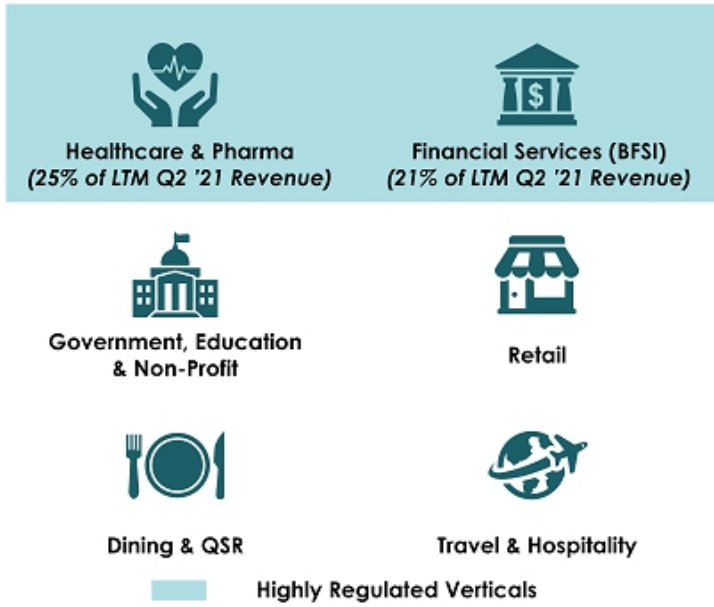 Healthcare & Pharma
(25% of LTM Q2 '21 Revenue)
Financial Services (BFSI)
(21% of LTM Q2 '21 Revenue)
Government, Education
& Non-Profit
Retail
Dining & QSR
Travel & Hospitality
Highly Regulated Verticals